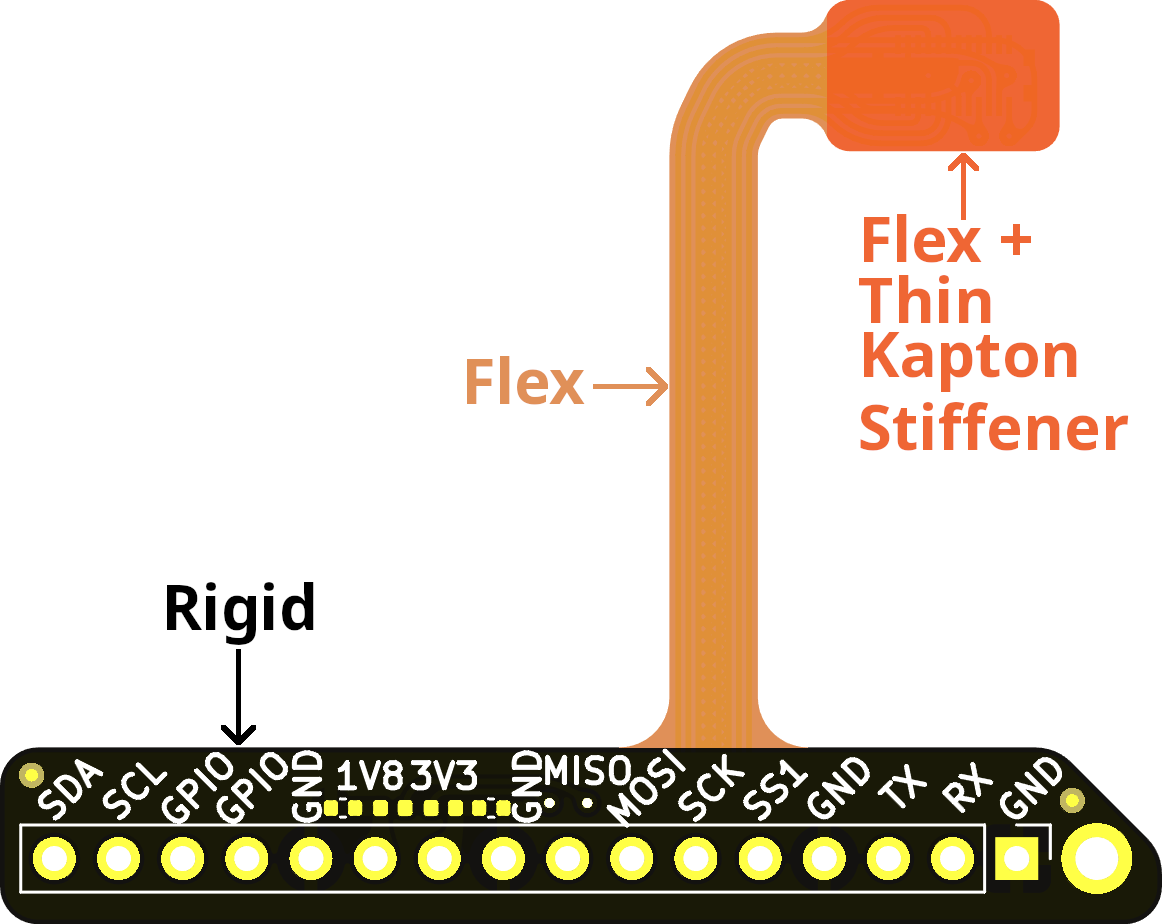 Flex +
Thin
Kapton
Stiffener
Flex
Rigid
SDA SCL GPIO GPIO GND 1V8 3V3 GND MISO MOSI SCK SS1 GND TX RX GND